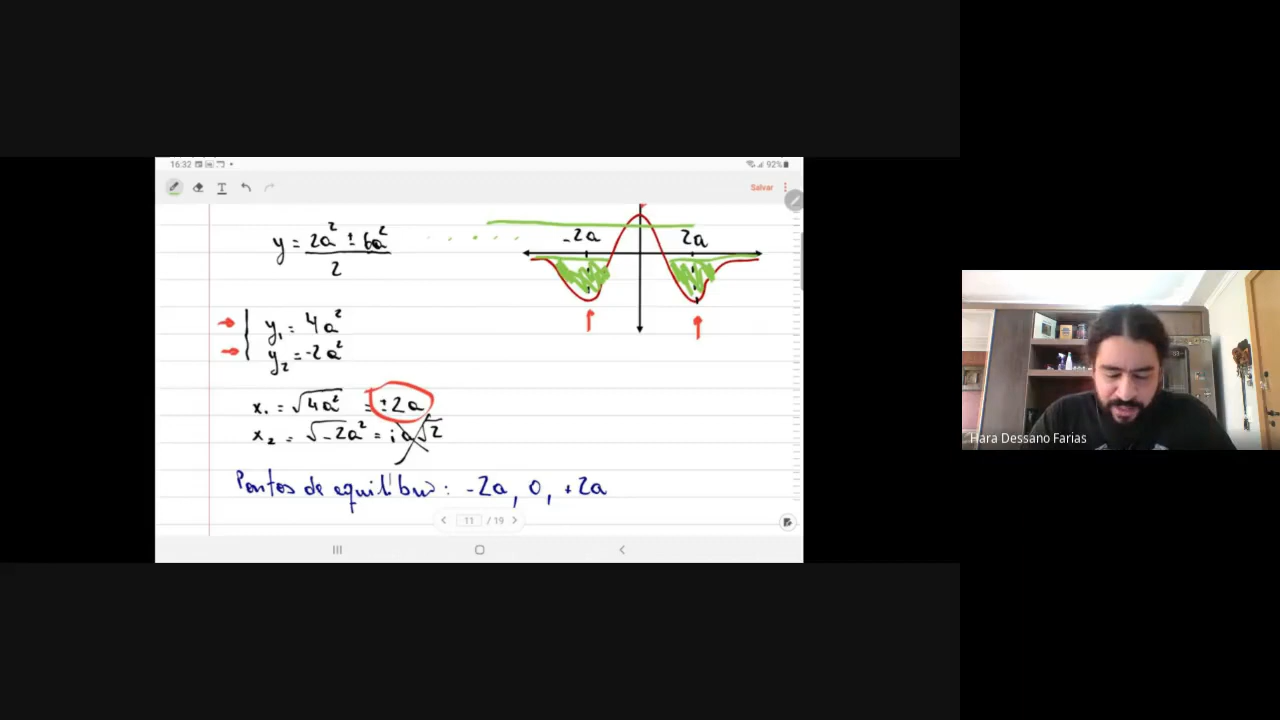 16:32
92%
T
Salvar
y = 2a² ± 6a² / 2
-2a
2a
y₁ = 4a²
y₂ = -2a²
x₁ = √4a² = ±2a
x₂ = √-2a² = ia√2
Pontos de equilíbrio: -2a, 0, +2a
11 / 19
Hara Dessano Farias